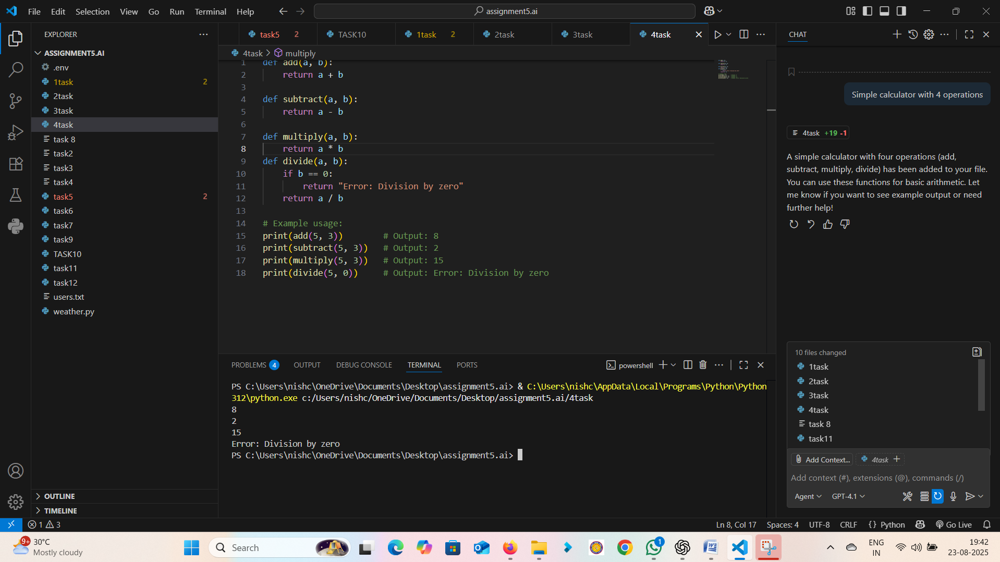 File Edit Selection View Go Run Terminal Help
assignment5.ai
EXPLORER
ASSIGNMENT5.AI
.env
1task 2
2task
3task
4task
task 8
task2
task3
task4
task5 2
task6
task7
task9
TASK10
task11
task12
users.txt
weather.py
OUTLINE
TIMELINE
task5 2 TASK10 1task 2 2task 3task 4task
4task > multiply
1 def add(a, b):
2 return a + b
3
4 def subtract(a, b):
5 return a - b
6
7 def multiply(a, b):
8 return a * b
9 def divide(a, b):
10 if b == 0:
11 return "Error: Division by zero"
12 return a / b
13
14 # Example usage:
15 print(add(5, 3)) # Output: 8
16 print(subtract(5, 3)) # Output: 2
17 print(multiply(5, 3)) # Output: 15
18 print(divide(5, 0)) # Output: Error: Division by zero
PROBLEMS 4 OUTPUT DEBUG CONSOLE TERMINAL PORTS
powershell
PS C:\Users\nishc\OneDrive\Documents\Desktop\assignment5.ai> & C:\Users\nishc\AppData\Local\Programs\Python\Python
312\python.exe c:/Users/nishc/OneDrive/Documents/Desktop/assignment5.ai/4task
8
2
15
Error: Division by zero
PS C:\Users\nishc\OneDrive\Documents\Desktop\assignment5.ai>
CHAT
Simple calculator with 4 operations
4task +19 -1
A simple calculator with four operations (add,
subtract, multiply, divide) has been added to your file.
You can use these functions for basic arithmetic. Let
me know if you want to see example output or need
further help!
10 files changed
1task
2task
3task
4task
task 8
task11
Add Context... 4task
Add context (#), extensions (@), commands (/)
Agent GPT-4.1
1 3
Ln 8, Col 17 Spaces: 4 UTF-8 CRLF {} Python Go Live
9+ 30°C
Mostly cloudy
Search
1
ENG
IN
19:42
23-08-2025